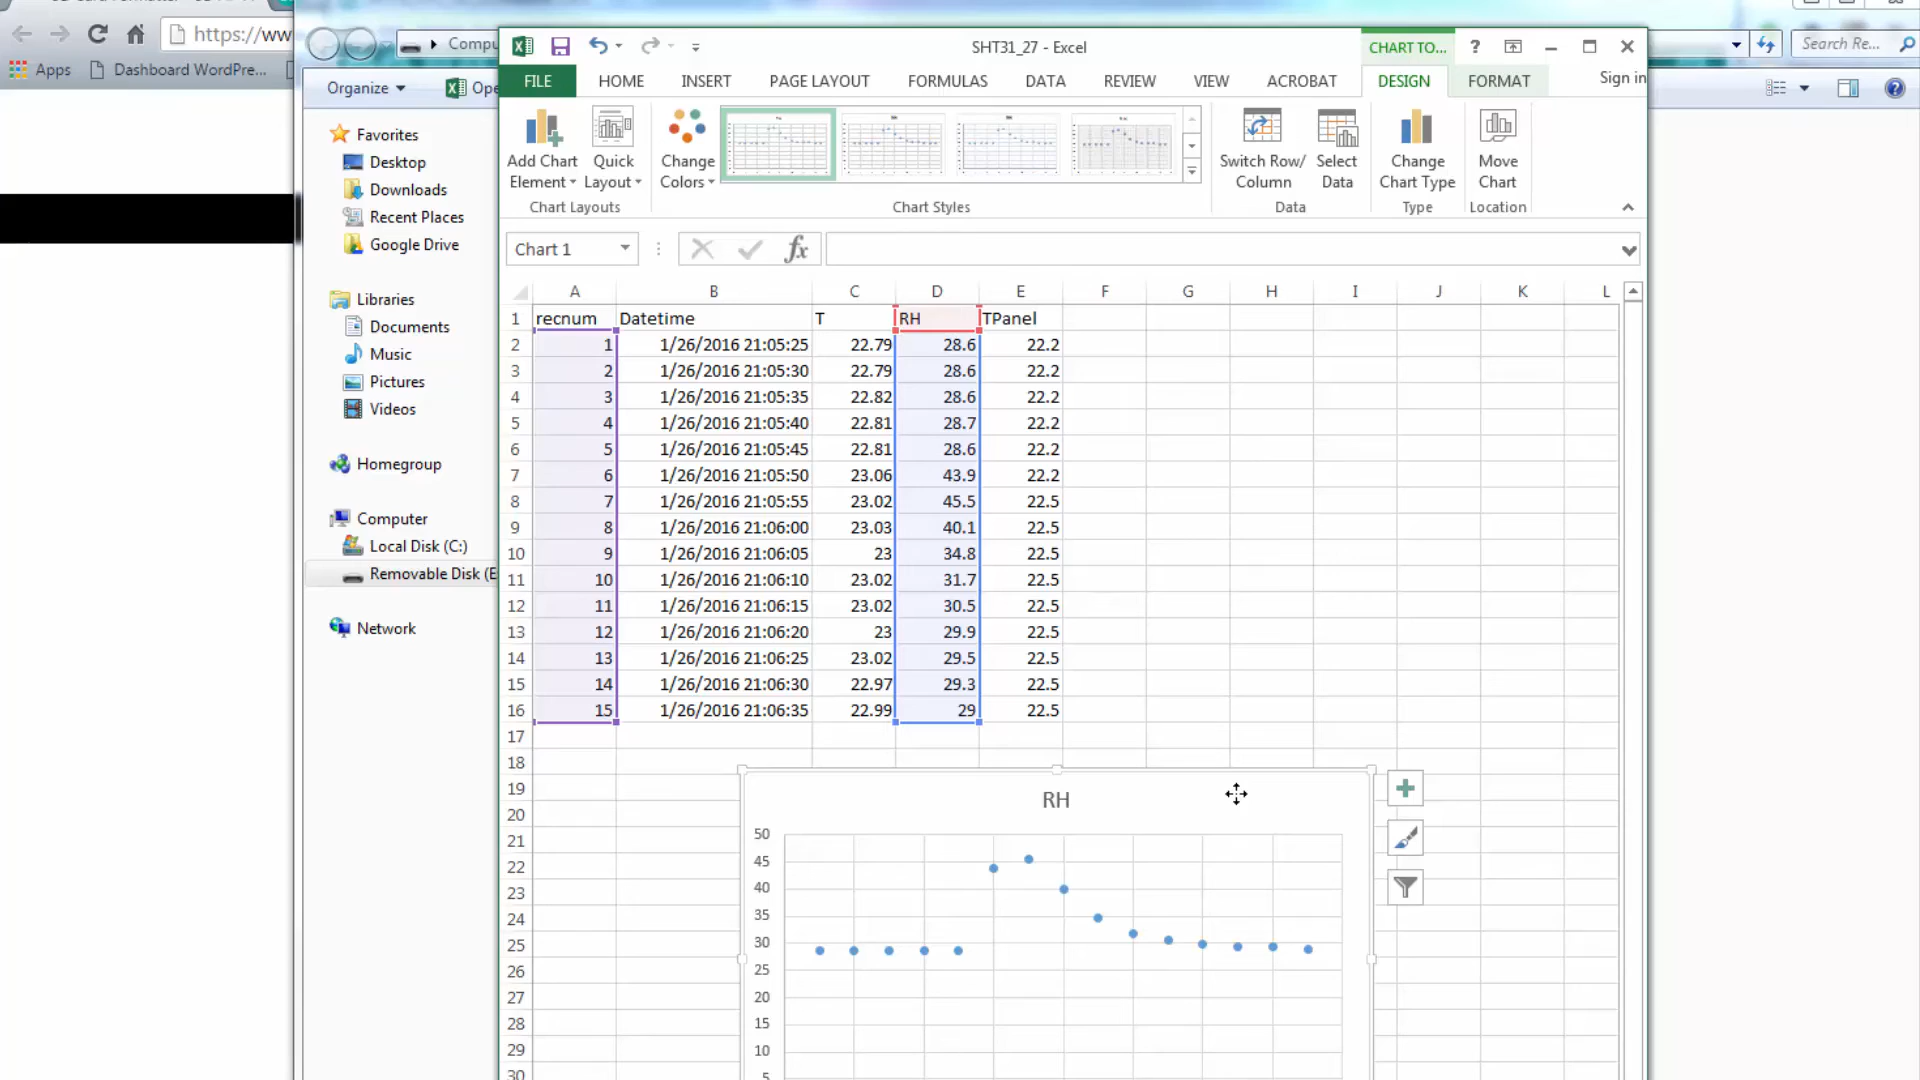 https://ww
Compu
SHT31_27 - Excel
CHART TO...
?
Search Re...
Apps
Dashboard WordPre...
Organize
Ope
FILE
HOME
INSERT
PAGE LAYOUT
FORMULAS
DATA
REVIEW
VIEW
ACROBAT
DESIGN
FORMAT
Sign in
Add Chart
Element
Quick
Layout
Change
Colors
Switch Row/
Column
Select
Data
Change
Chart Type
Move
Chart
Chart Layouts
Chart Styles
Data
Type
Location
Chart 1
fx
Favorites
Desktop
Downloads
Recent Places
Google Drive
Libraries
Documents
Music
Pictures
Videos
Homegroup
Computer
Local Disk (C:)
Removable Disk (E
Network
A B C D E F G H I J K L
1 recnum Datetime T RH TPanel
2 1 1/26/2016 21:05:25 22.79 28.6 22.2
3 2 1/26/2016 21:05:30 22.79 28.6 22.2
4 3 1/26/2016 21:05:35 22.82 28.6 22.2
5 4 1/26/2016 21:05:40 22.81 28.7 22.2
6 5 1/26/2016 21:05:45 22.81 28.6 22.2
7 6 1/26/2016 21:05:50 23.06 43.9 22.2
8 7 1/26/2016 21:05:55 23.02 45.5 22.5
9 8 1/26/2016 21:06:00 23.03 40.1 22.5
10 9 1/26/2016 21:06:05 23 34.8 22.5
11 10 1/26/2016 21:06:10 23.02 31.7 22.5
12 11 1/26/2016 21:06:15 23.02 30.5 22.5
13 12 1/26/2016 21:06:20 23 29.9 22.5
14 13 1/26/2016 21:06:25 23.02 29.5 22.5
15 14 1/26/2016 21:06:30 22.97 29.3 22.5
16 15 1/26/2016 21:06:35 22.99 29 22.5
17
18
19
20
21
22
23
24
25
26
27
28
29
30
RH
50
45
40
35
30
25
20
15
10
5